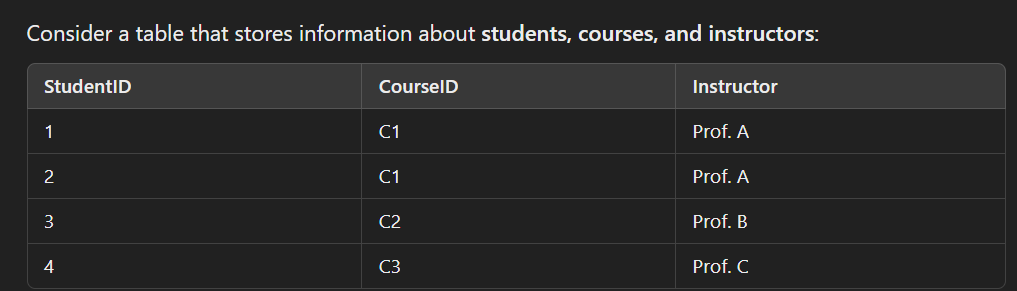 Consider a table that stores information about students, courses, and instructors:
StudentID CourseID Instructor
1 C1 Prof. A
2 C1 Prof. A
3 C2 Prof. B
4 C3 Prof. C